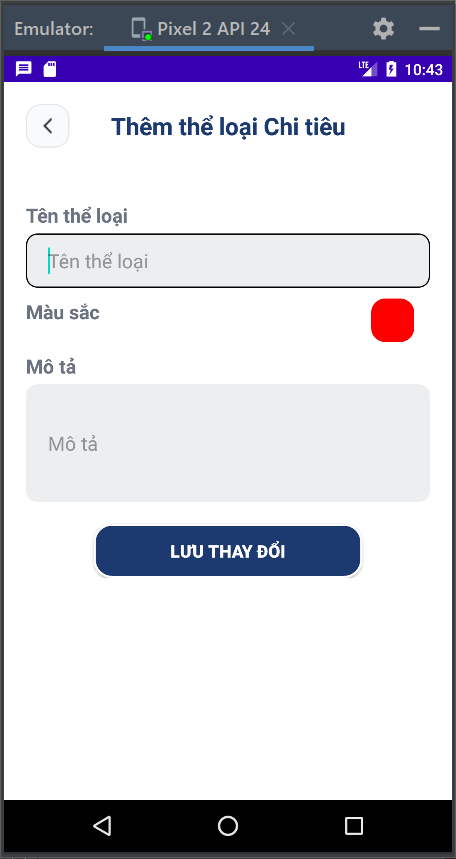 Emulator: Pixel 2 API 24
LTE 10:43
Thêm thể loại Chi tiêu
Tên thể loại
Tên thể loại
Màu sắc
Mô tả
Mô tả
LƯU THAY ĐỔI